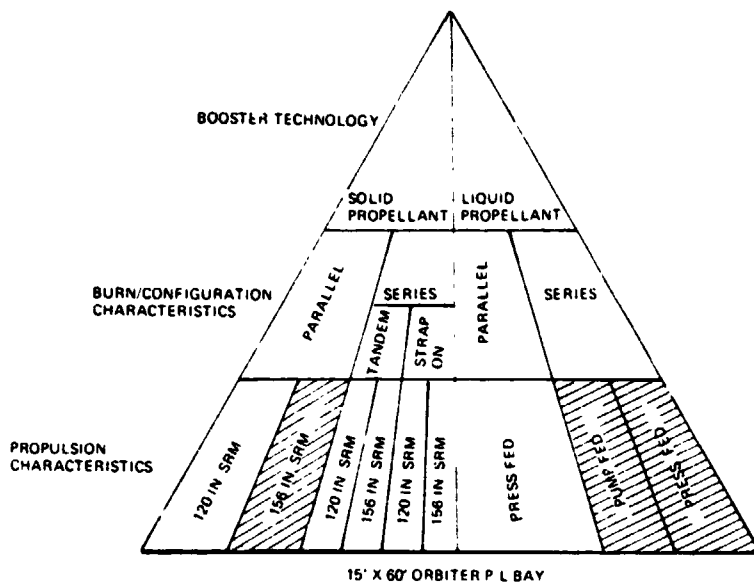 BOOSTER TECHNOLOGY
SOLID
PROPELLANT
LIQUID
PROPELLANT
BURN/CONFIGURATION
CHARACTERISTICS
PARALLEL
SERIES
TANDEM
STRAP
ON
PARALLEL
SERIES
PROPULSION
CHARACTERISTICS
120 IN SRM
156 IN SRM
120 IN SRM
156 IN SRM
120 IN SRM
156 IN SRM
PRESS FED
PUMP FED
PRESS FED
15' X 60' ORBITER P L BAY